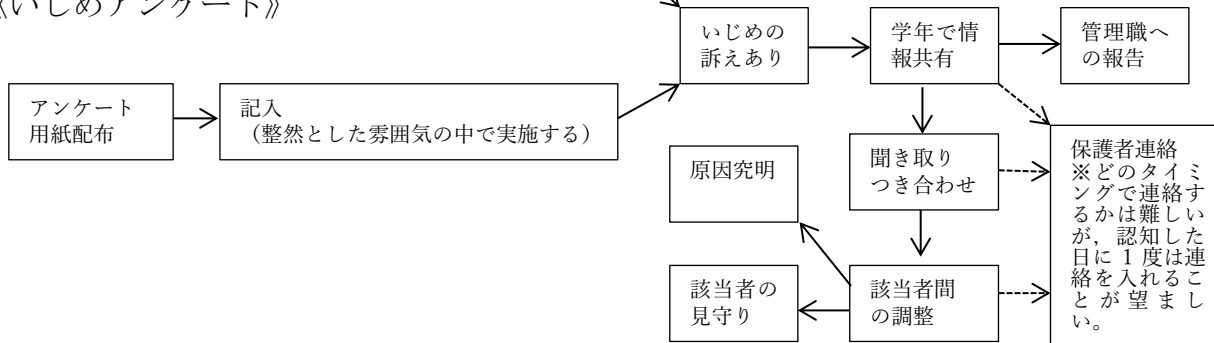 《いじめアンケート》
いじめの
訴えあり
学年で情
報共有
管理職へ
の報告
アンケート
用紙配布
記入
（整然とした雰囲気の中で実施する）
聞き取り
つき合わせ
原因究明
保護者連絡
※どのタイミ
ングで連絡す
るかは難しい
が，認知した
日に 1 度は連
絡を入れるこ
とが望まし
い。
該当者の
見守り
該当者間
の調整